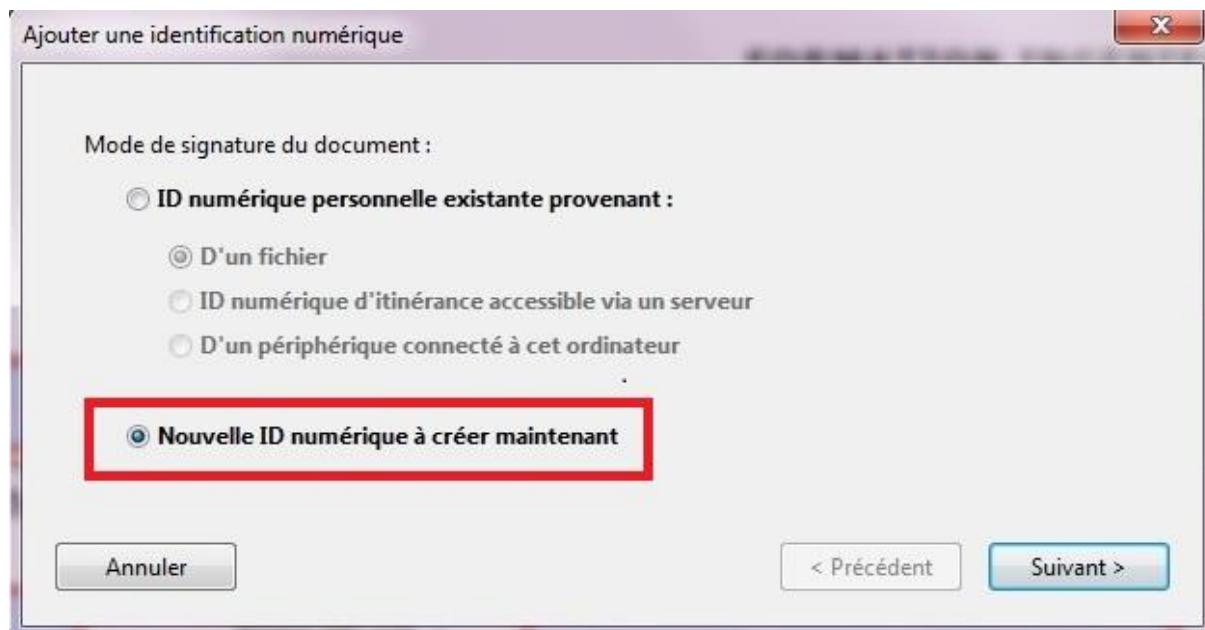 Ajouter une identification numérique
Mode de signature du document :
ID numérique personnelle existante provenant :
D'un fichier
ID numérique d'itinérance accessible via un serveur
D'un périphérique connecté à cet ordinateur
Nouvelle ID numérique à créer maintenant
Annuler
< Précédent
Suivant >